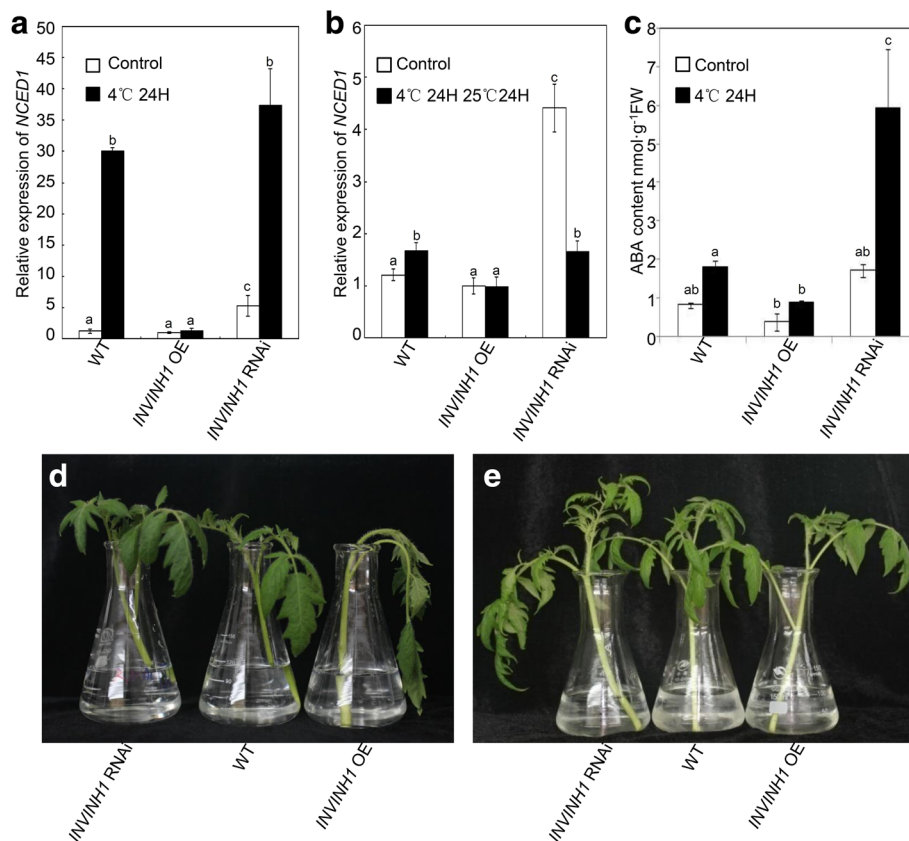 a
Relative expression of NCED1
50
45
40
35
30
25
20
15
10
5
0
Control
4℃ 24H
a
b
a
a
c
b
WT
INVINH1 OE
INVINH1 RNAi
b
Relative expression of NCED1
6
5
4
3
2
1
0
Control
4℃ 24H 25℃24H
a
b
a
a
c
b
WT
INVINH1 OE
INVINH1 RNAi
c
ABA content nmol·g-1FW
8
7
6
5
4
3
2
1
0
Control
4℃ 24H
ab
a
b
b
ab
c
WT
INVINH1 OE
INVINH1 RNAi
d
INVINH1 RNAi
WT
INVINH1 OE
e
INVINH1 RNAi
WT
INVINH1 OE